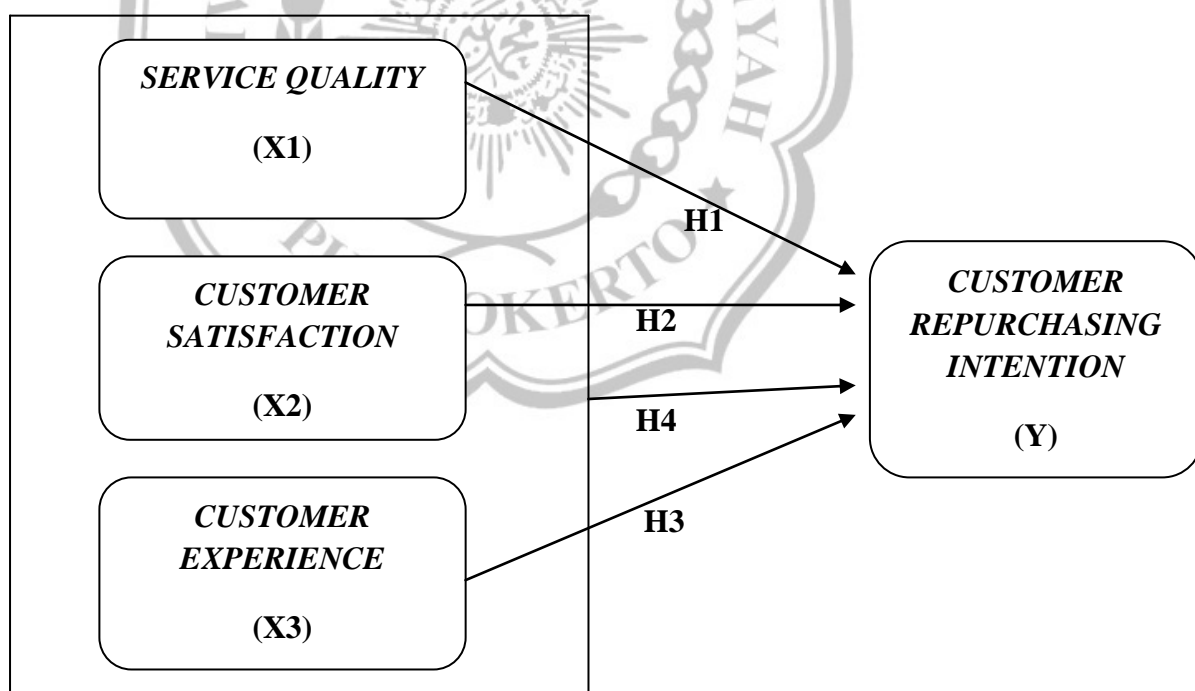 SERVICE QUALITY
(X1)
CUSTOMER
SATISFACTION
(X2)
CUSTOMER
EXPERIENCE
(X3)
H1
H2
H4
H3
CUSTOMER
REPURCHASING
INTENTION
(Y)